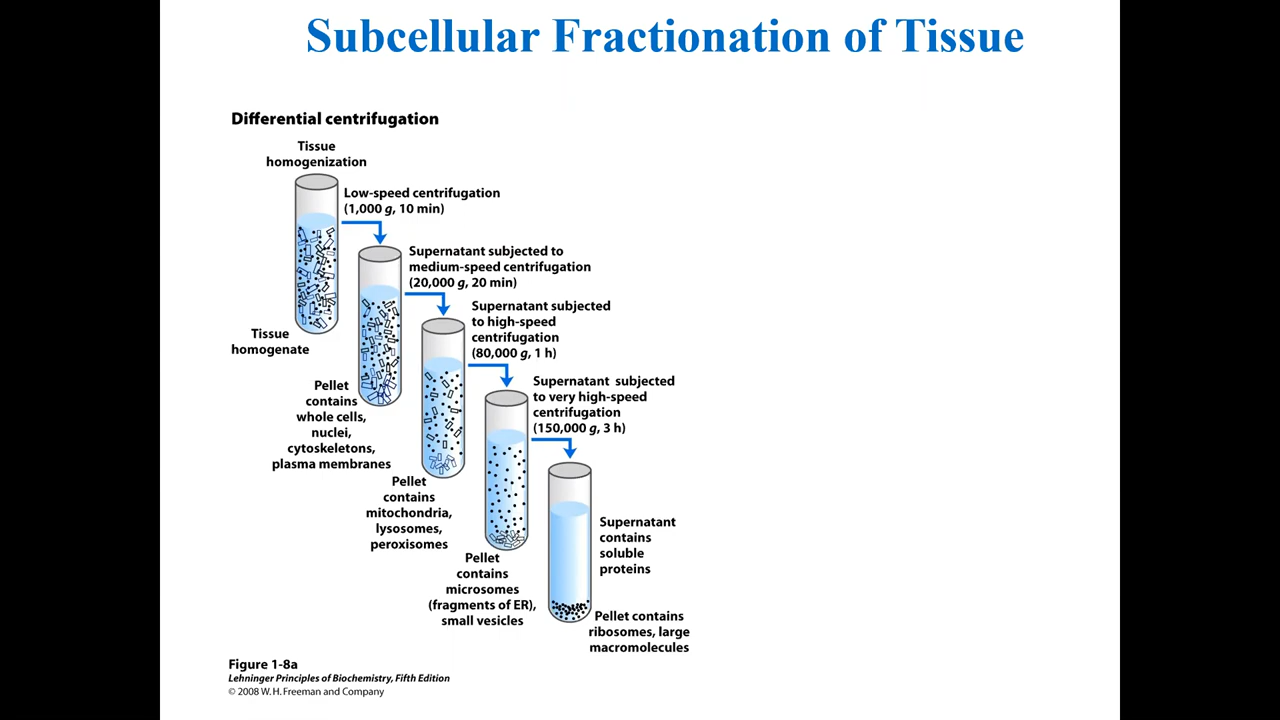 Subcellular Fractionation of Tissue
Differential centrifugation
Tissue
homogenization
Low-speed centrifugation
(1,000 g, 10 min)
Supernatant subjected to
medium-speed centrifugation
(20,000 g, 20 min)
Supernatant subjected
to high-speed
centrifugation
(80,000 g, 1 h)
Supernatant subjected
to very high-speed
centrifugation
(150,000 g, 3 h)
Tissue
homogenate
Pellet
contains
whole cells,
nuclei,
cytoskeletons,
plasma membranes
Pellet
contains
mitochondria,
lysosomes,
peroxisomes
Pellet
contains
microsomes
(fragments of ER),
small vesicles
Supernatant
contains
soluble
proteins
Pellet contains
ribosomes, large
macromolecules
Figure 1-8a
Lehninger Principles of Biochemistry, Fifth Edition
© 2008 W. H. Freeman and Company